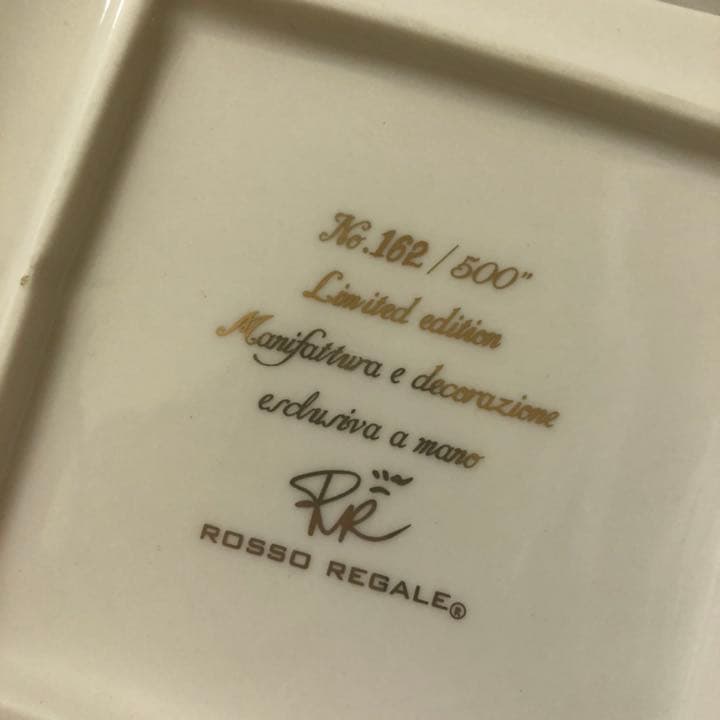 No.162/500"
Limited edition
Manifattura e decorazione
esclusiva a mano
RR
ROSSO REGALE®